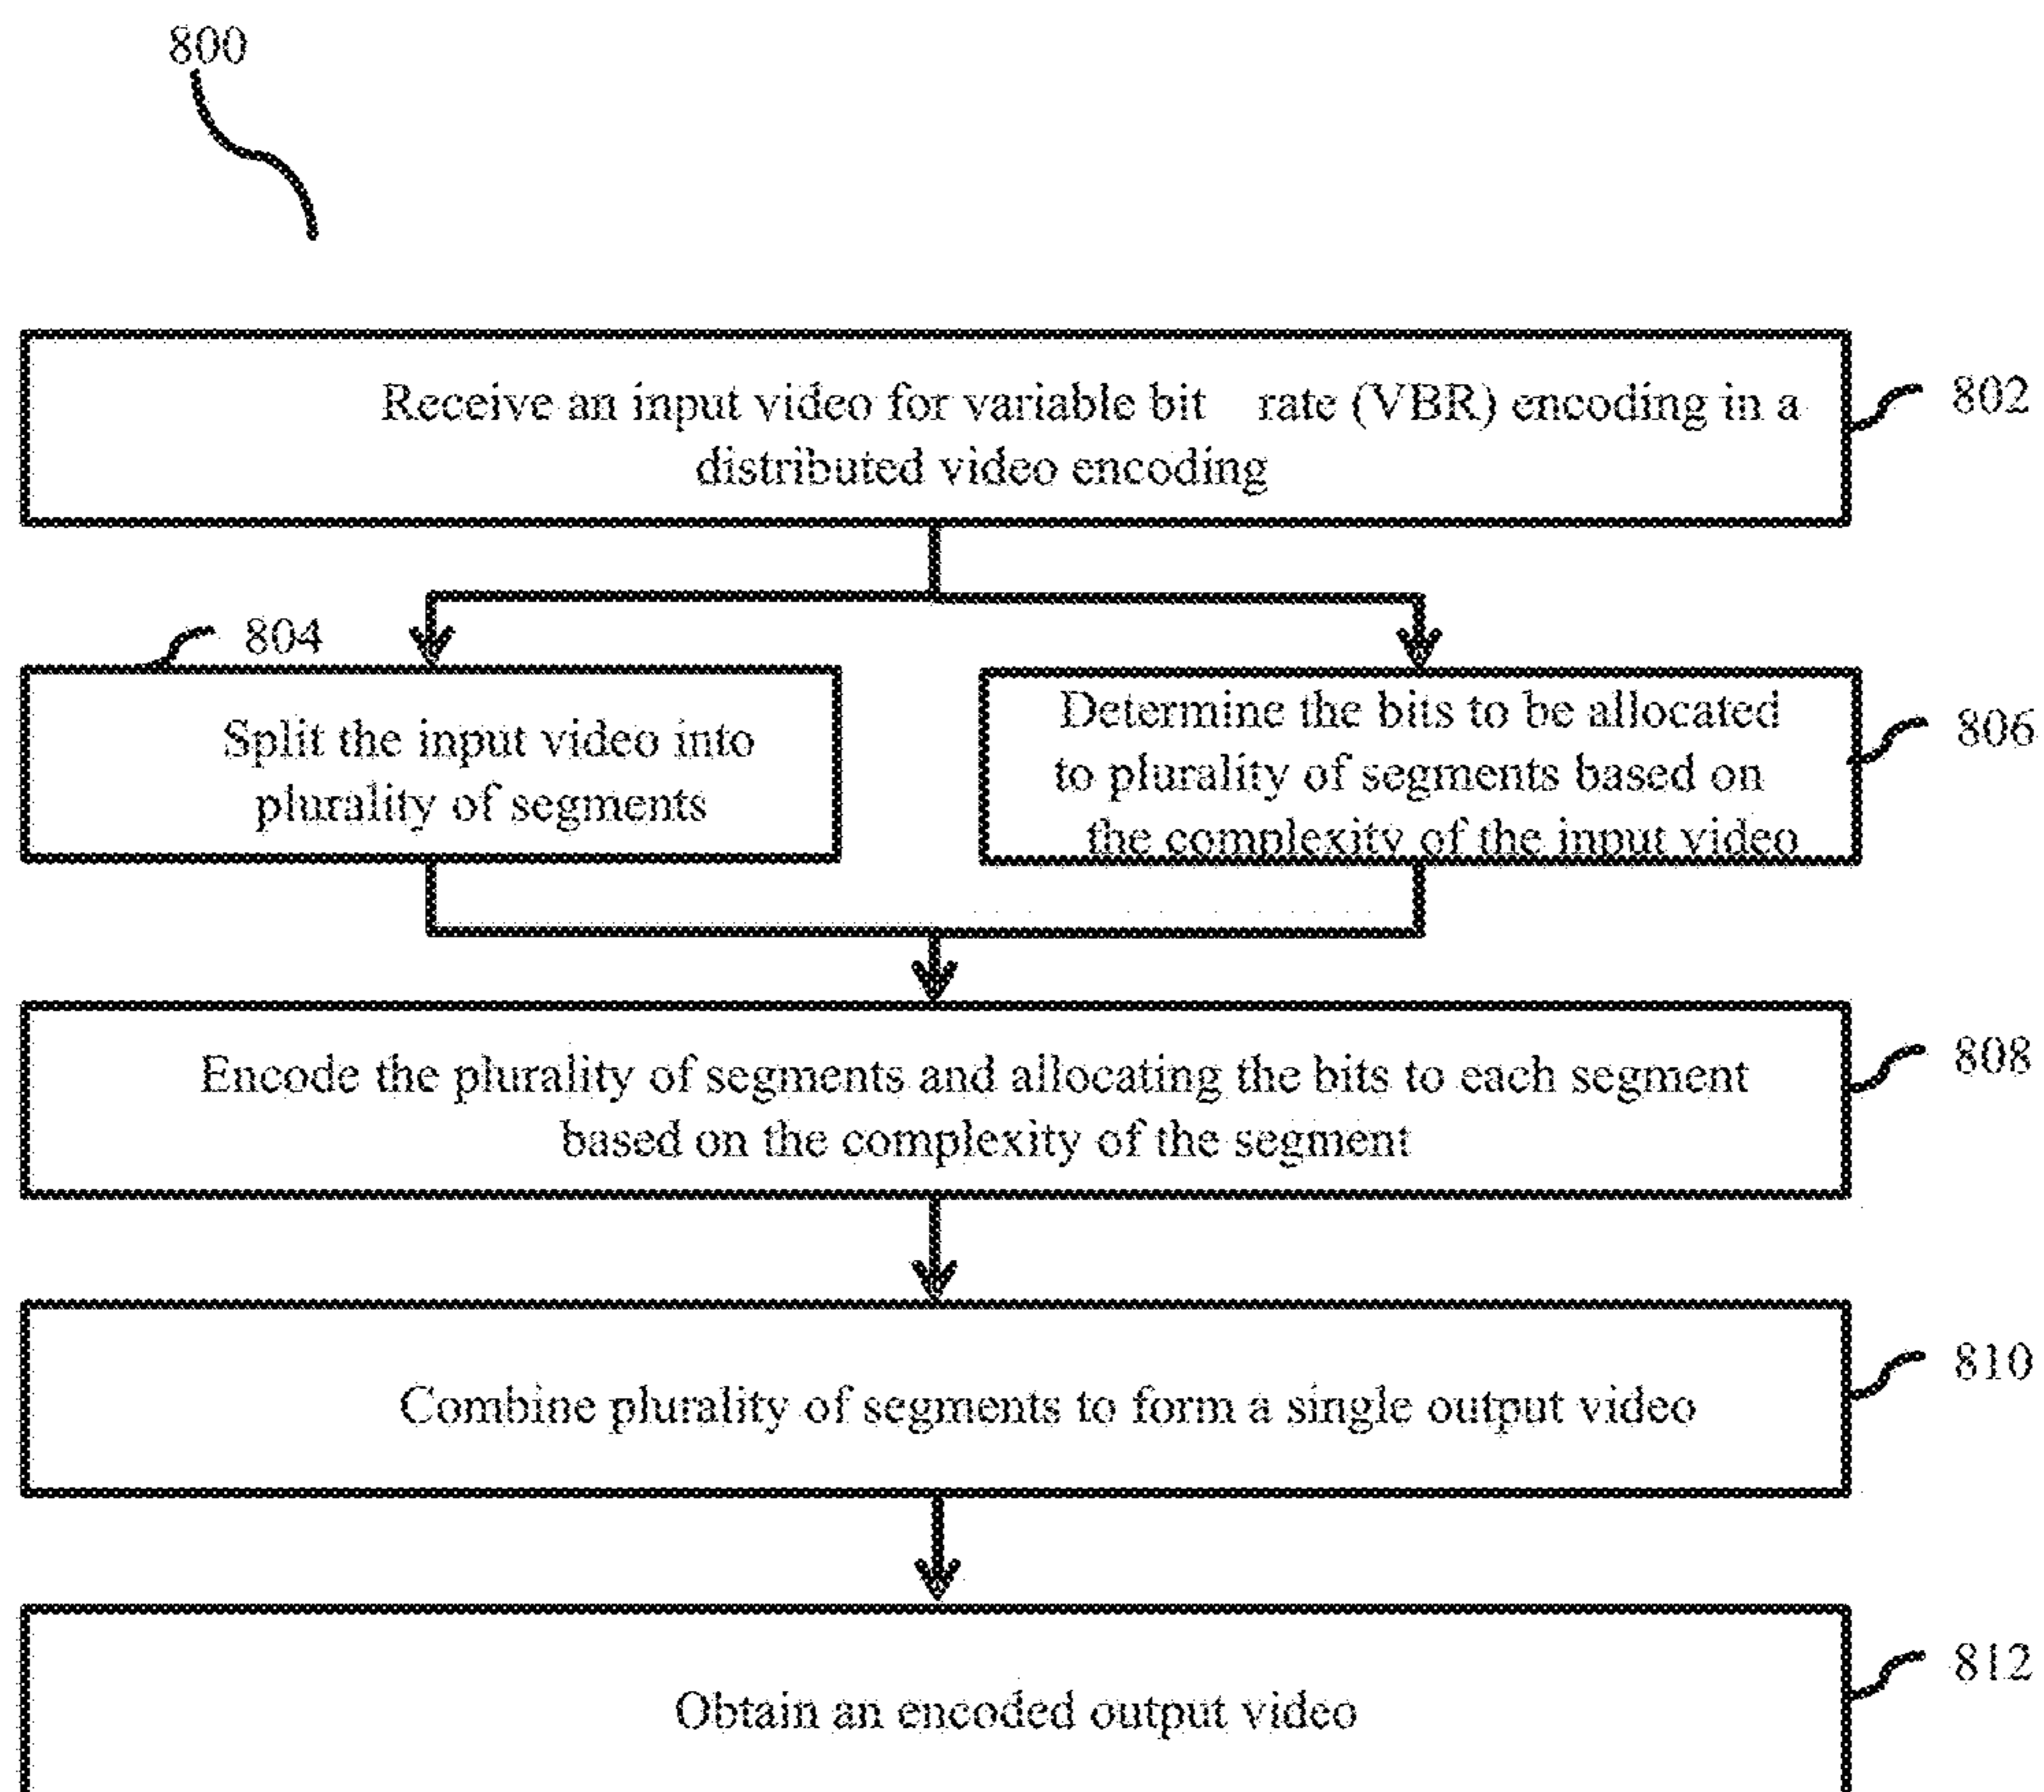 800
Receive an input video for variable bit rate (VBR) encoding in a
distributed video encoding
802
804
Split the input video into
plurality of segments
Determine the bits to be allocated
to plurality of segments based on
the complexity of the input video
806
Encode the plurality of segments and allocating the bits to each segment
based on the complexity of the segment
808
Combine plurality of segments to form a single output video
810
Obtain an encoded output video
812